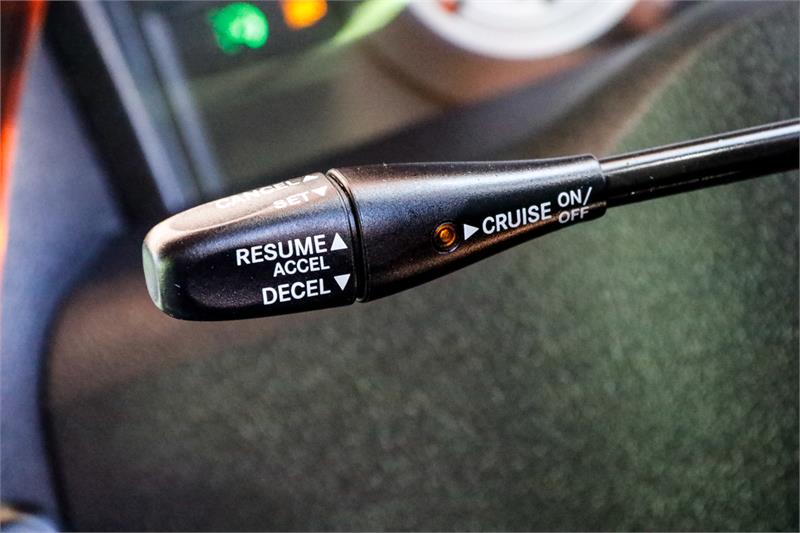 CANCEL ▲
SET ▼
RESUME ▲
ACCEL
DECEL ▼
▶ CRUISE ON/
OFF